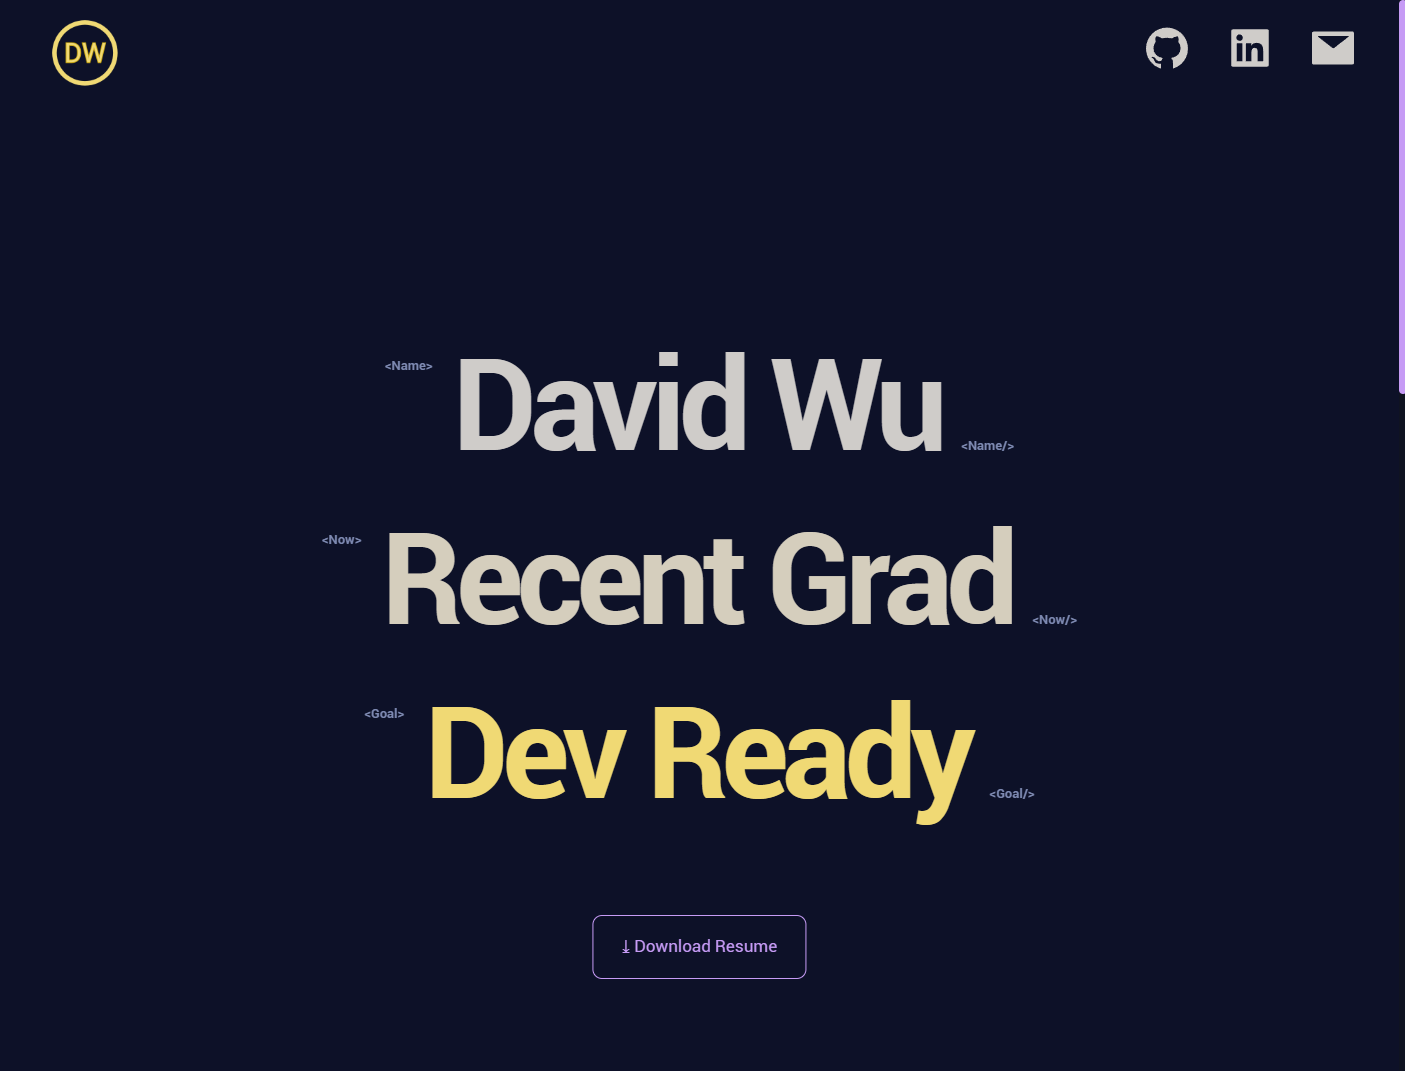 DW
in
<Name>
David Wu
<Name/>
<Now>
Recent Grad
<Now/>
<Goal>
Dev Ready
<Goal/>
⤓ Download Resume